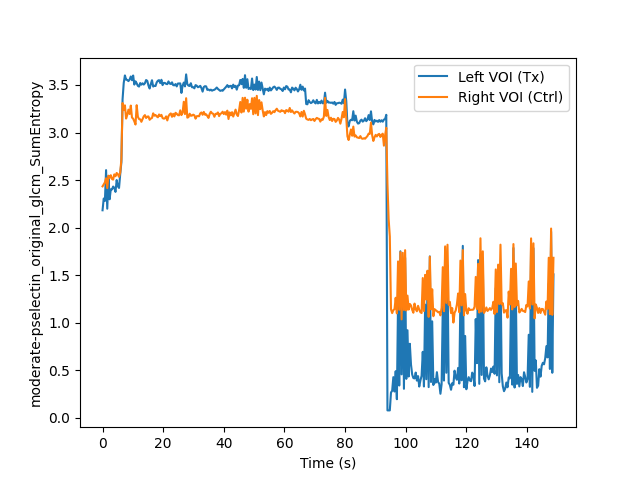 moderate-pselectin_original_glcm_SumEntropy
3.5
3.0
2.5
2.0
1.5
1.0
0.5
0.0
0 20 40 60 80 100 120 140
Time (s)
Left VOI (Tx)
Right VOI (Ctrl)